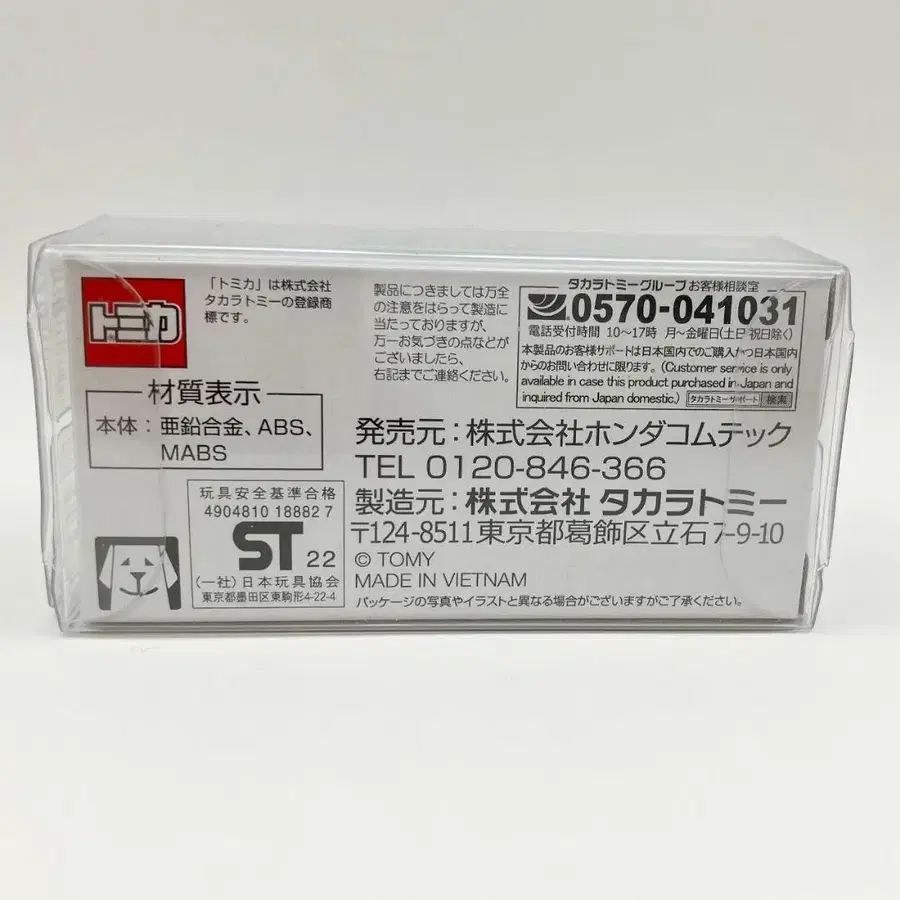 トミカ
「トミカ」は株式会社
タカラトミーの登録商
標です。
材質表示
本体：亜鉛合金、ABS、
MABS
玩具安全基準合格
4904810 18882 7
ST 22
(一社)日本玩具協会
東京都墨田区東駒形4-22-4
製品につきましては万全
の注意をはらって製造に
当たっておりますが、
万一お気づきの点などが
ございましたら、
右記までご連絡ください。
タカラトミーグループお客様相談室
0570-041031
電話受付時間 10〜17時 月〜金曜日(土日 祝日除く)
本製品のお客様サポートは日本国内でのご購入かつ日本国内
からのお問い合わせに限ります。(Customer service is only
available in case this product purchased in Japan and
inquired from Japan domestic.) タカラトミーサポート 検索
発売元：株式会社ホンダコムテック
TEL 0120-846-366
製造元：株式会社 タカラトミー
〒124-8511東京都葛飾区立石7-9-10
© TOMY
MADE IN VIETNAM
パッケージの写真やイラストと異なる場合がございますがご了承ください。